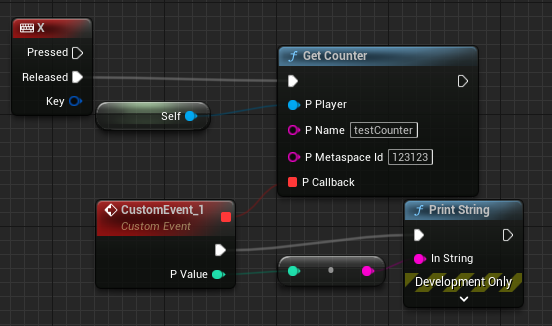 X
Pressed
Released
Key
Self
f Get Counter
P Player
P Name testCounter
P Metaspace Id 123123
P Callback
CustomEvent_1
Custom Event
P Value
f Print String
In String
Development Only